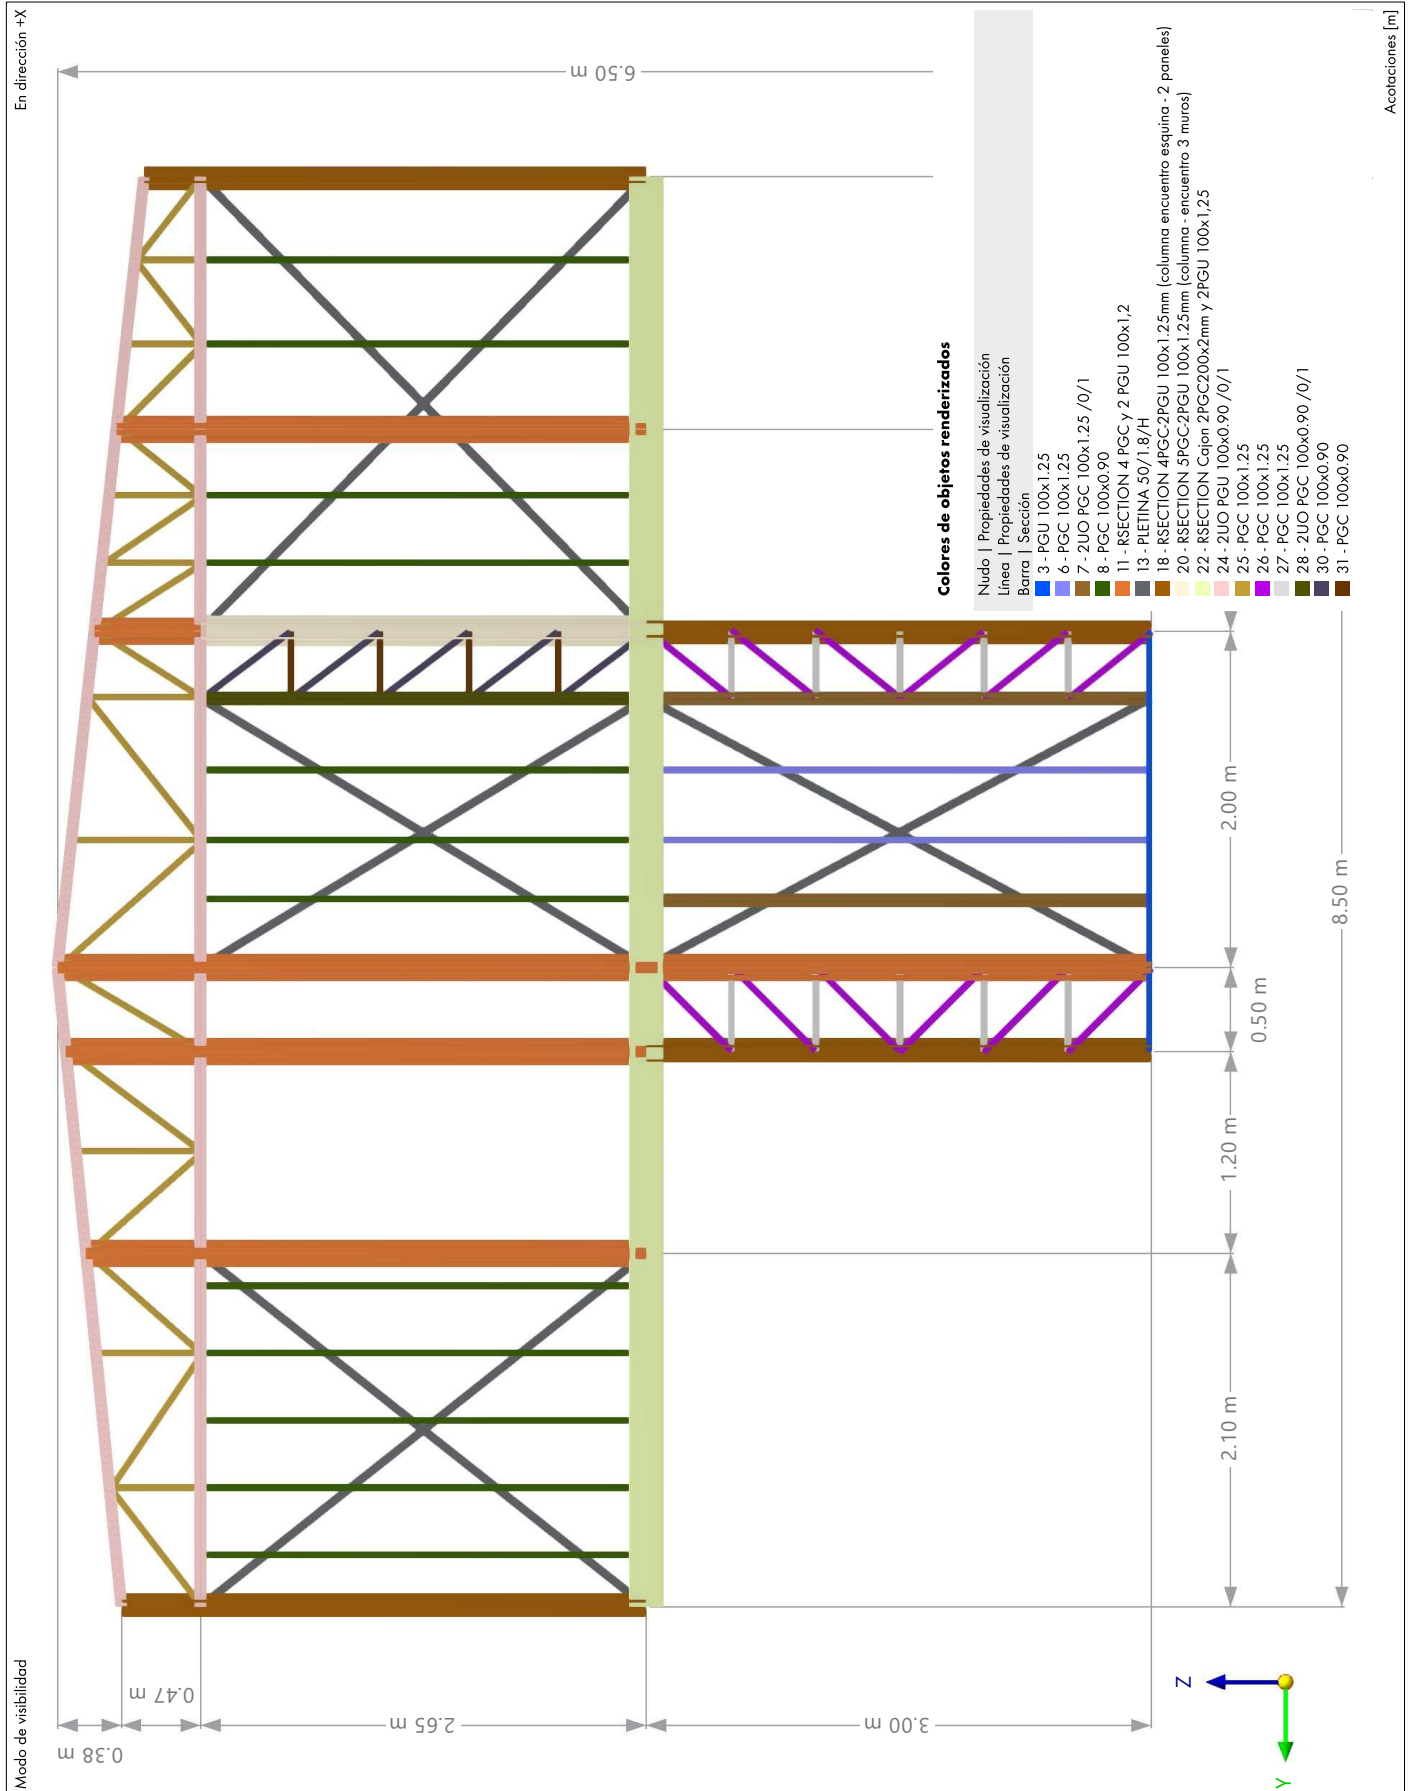 Modo de visibilidad
En dirección +X
6.50 m
0.38 m
0.47 m
2.65 m
3.00 m
2.10 m
1.20 m
0.50 m
2.00 m
8.50 m
Z
Y
Colores de objetos renderizados
Nudo | Propiedades de visualización
Línea | Propiedades de visualización
Barra | Sección
3 - PGU 100x1.25
6 - PGC 100x1.25
7 - 2UO PGC 100x1.25 /0/1
8 - PGC 100x0.90
11 - RSECTION 4 PGC y 2 PGU 100x1,2
13 - PLETINA 50/1.8/H
18 - RSECTION 4PGC-2PGU 100x1.25mm (columna encuentro esquina - 2 paneles)
20 - RSECTION 5PGC-2PGU 100x1.25mm (columna - encuentro 3 muros)
22 - RSECTION Cajon 2PGC200x2mm y 2PGU 100x1,25
24 - 2UO PGU 100x0.90 /0/1
25 - PGC 100x1.25
26 - PGC 100x1.25
27 - PGC 100x1.25
28 - 2UO PGC 100x0.90 /0/1
30 - PGC 100x0.90
31 - PGC 100x0.90
Acotaciones [m]